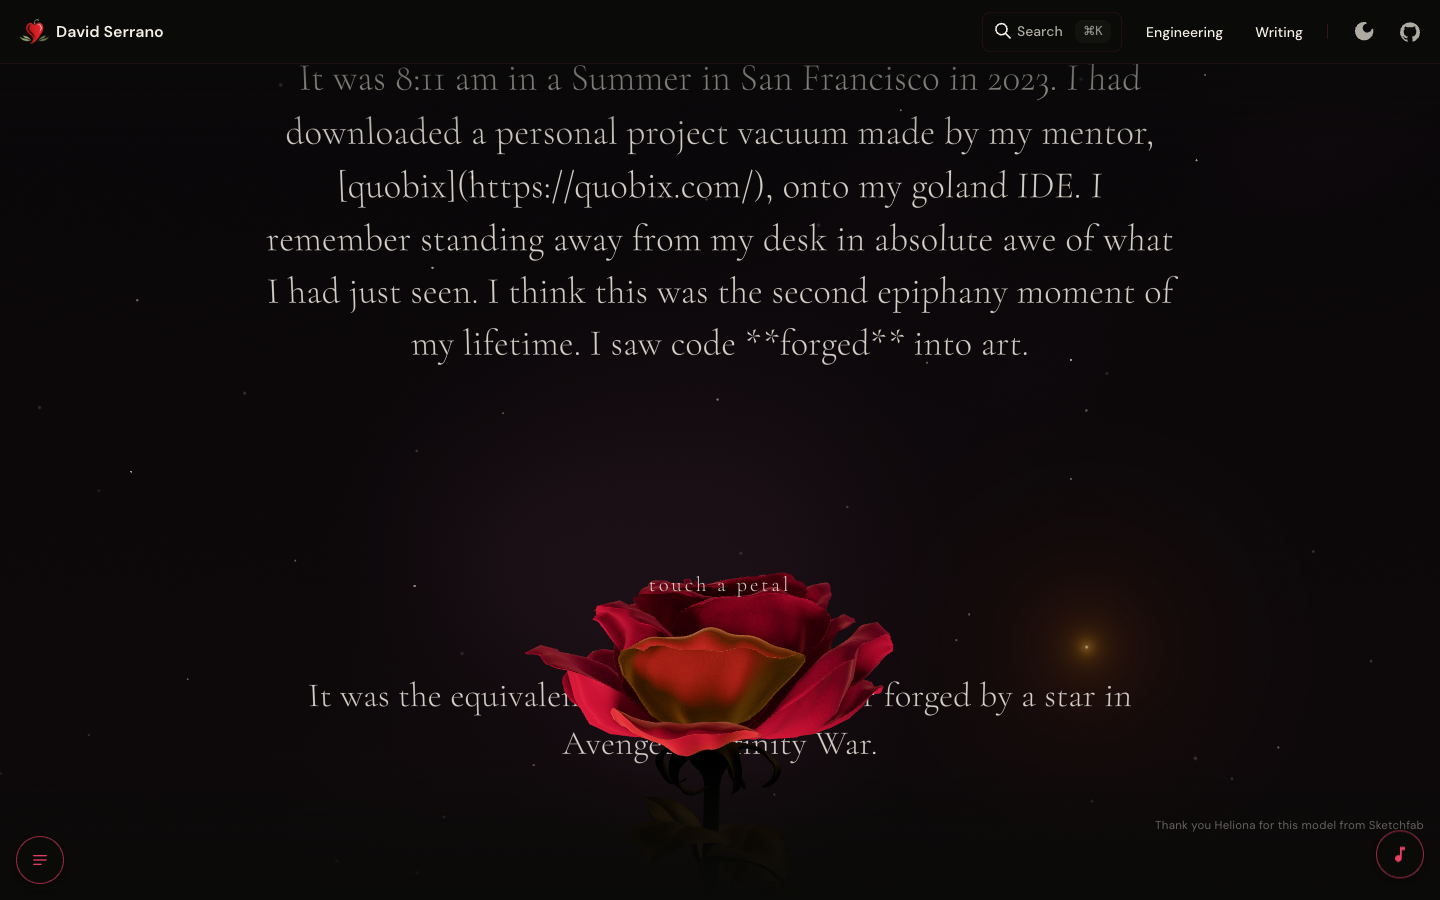 David Serrano
Search ⌘K
Engineering
Writing
It was 8:11 am in a Summer in San Francisco in 2023. I had
downloaded a personal project vacuum made by my mentor,
[quobix](https://quobix.com/), onto my goland IDE. I
remember standing away from my desk in absolute awe of what
I had just seen. I think this was the second epiphany moment of
my lifetime. I saw code **forged** into art.
touch a petal
It was the forged by a star in
War.
Thank you Heliona for this model from Sketchfab